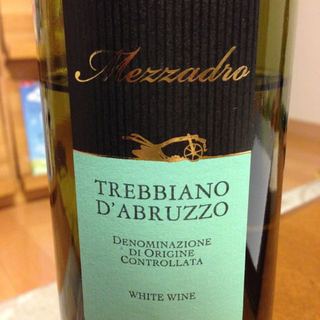 Mezzadro
TREBBIANO
D'ABRUZZO
DENOMINAZIONE
DI ORIGINE
CONTROLLATA
WHITE WINE